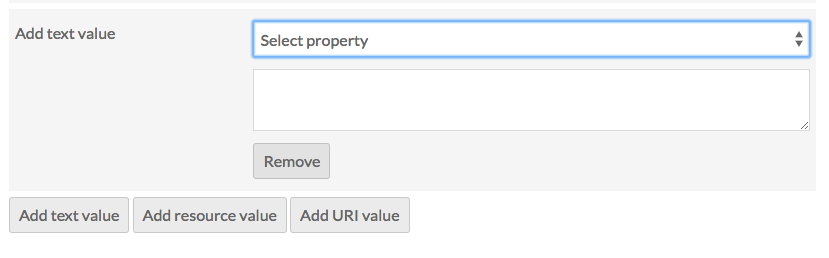 Add text value
Select property
Remove
Add text value
Add resource value
Add URI value